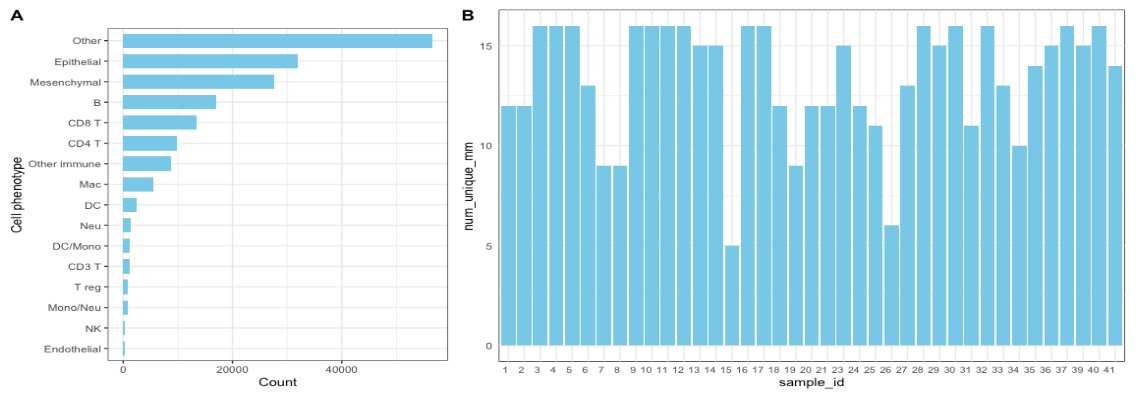 A
Cell phenotype
Other
Epithelial
Mesenchymal
B
CD8 T
CD4 T
Other immune
Mac
DC
Neu
DC/Mono
CD3 T
T reg
Mono/Neu
NK
Endothelial
0 20000 40000
Count
B
num_unique_mm
15
10
5
0
1 2 3 4 5 6 7 8 9 10 11 12 13 14 15 16 17 18 19 20 21 23 24 25 26 27 28 29 30 31 32 33 34 35 36 37 38 39 40 41
sample_id